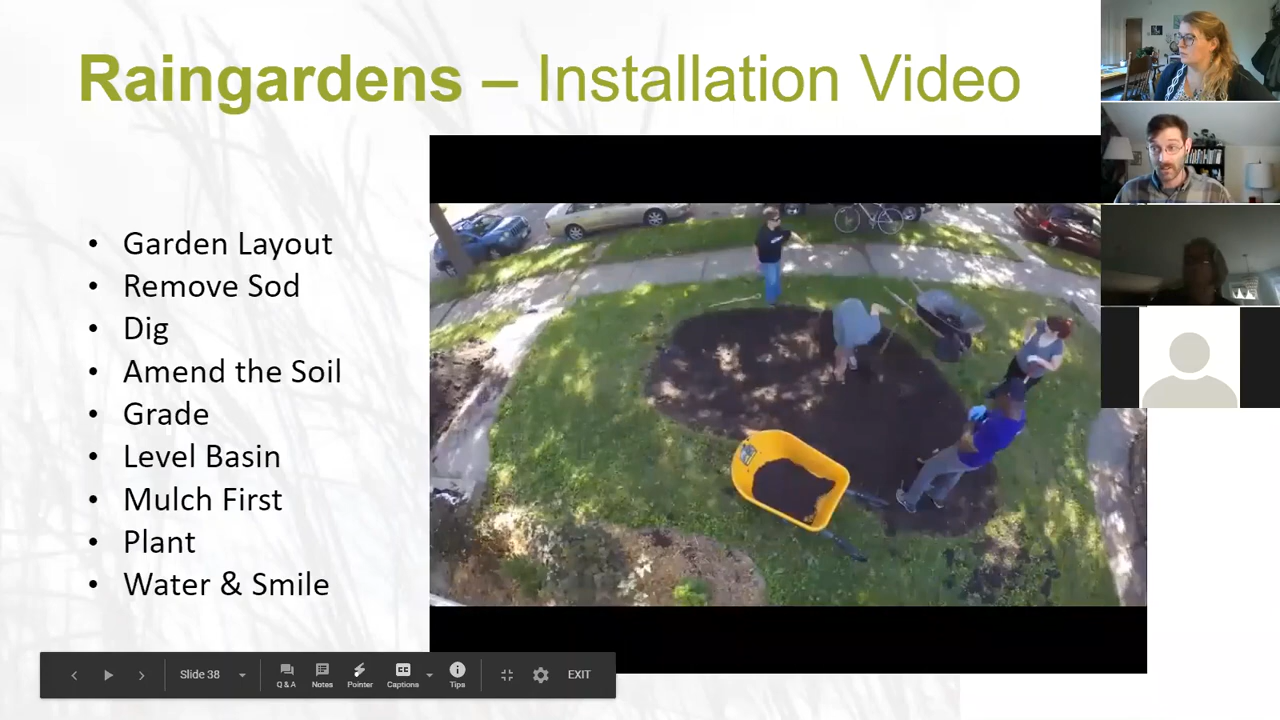 Raingardens – Installation Video
• Garden Layout
• Remove Sod
• Dig
• Amend the Soil
• Grade
• Level Basin
• Mulch First
• Plant
• Water & Smile
Slide 38
Q & A
Notes
Pointer
CC
Captions
Tips
EXIT